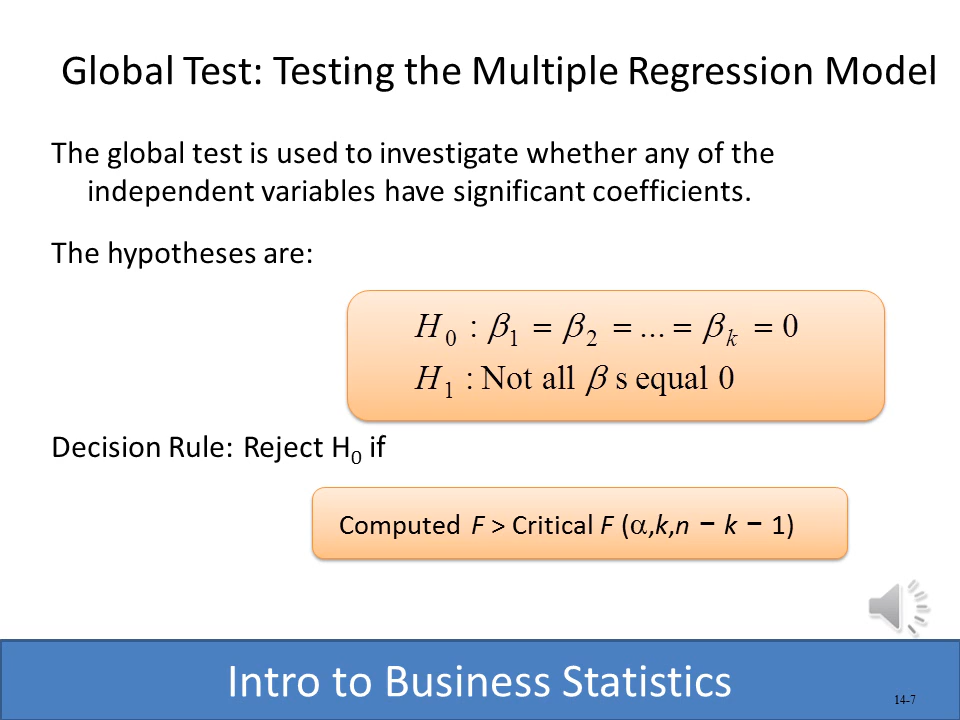 Global Test: Testing the Multiple Regression Model
The global test is used to investigate whether any of the
independent variables have significant coefficients.
The hypotheses are:
H₀ : β₁ = β₂ = ... = βₖ = 0
H₁ : Not all β s equal 0
Decision Rule: Reject H₀ if
Computed F > Critical F (α,k,n − k − 1)
Intro to Business Statistics
14-7